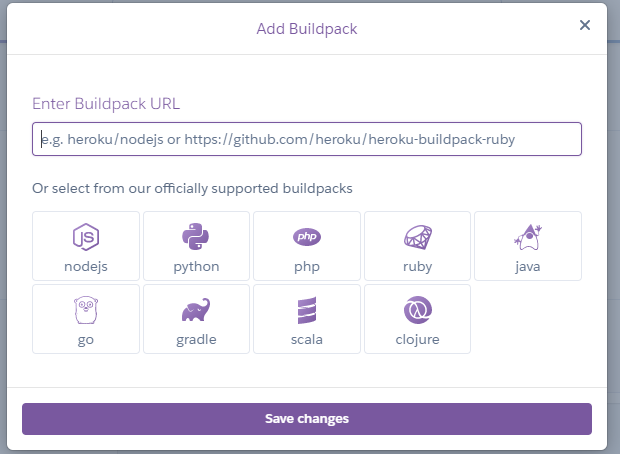 Add Buildpack
×
Enter Buildpack URL
e.g. heroku/nodejs or https://github.com/heroku/heroku-buildpack-ruby
Or select from our officially supported buildpacks
JS
php
nodejs python php ruby java
go gradle scala clojure
Save changes